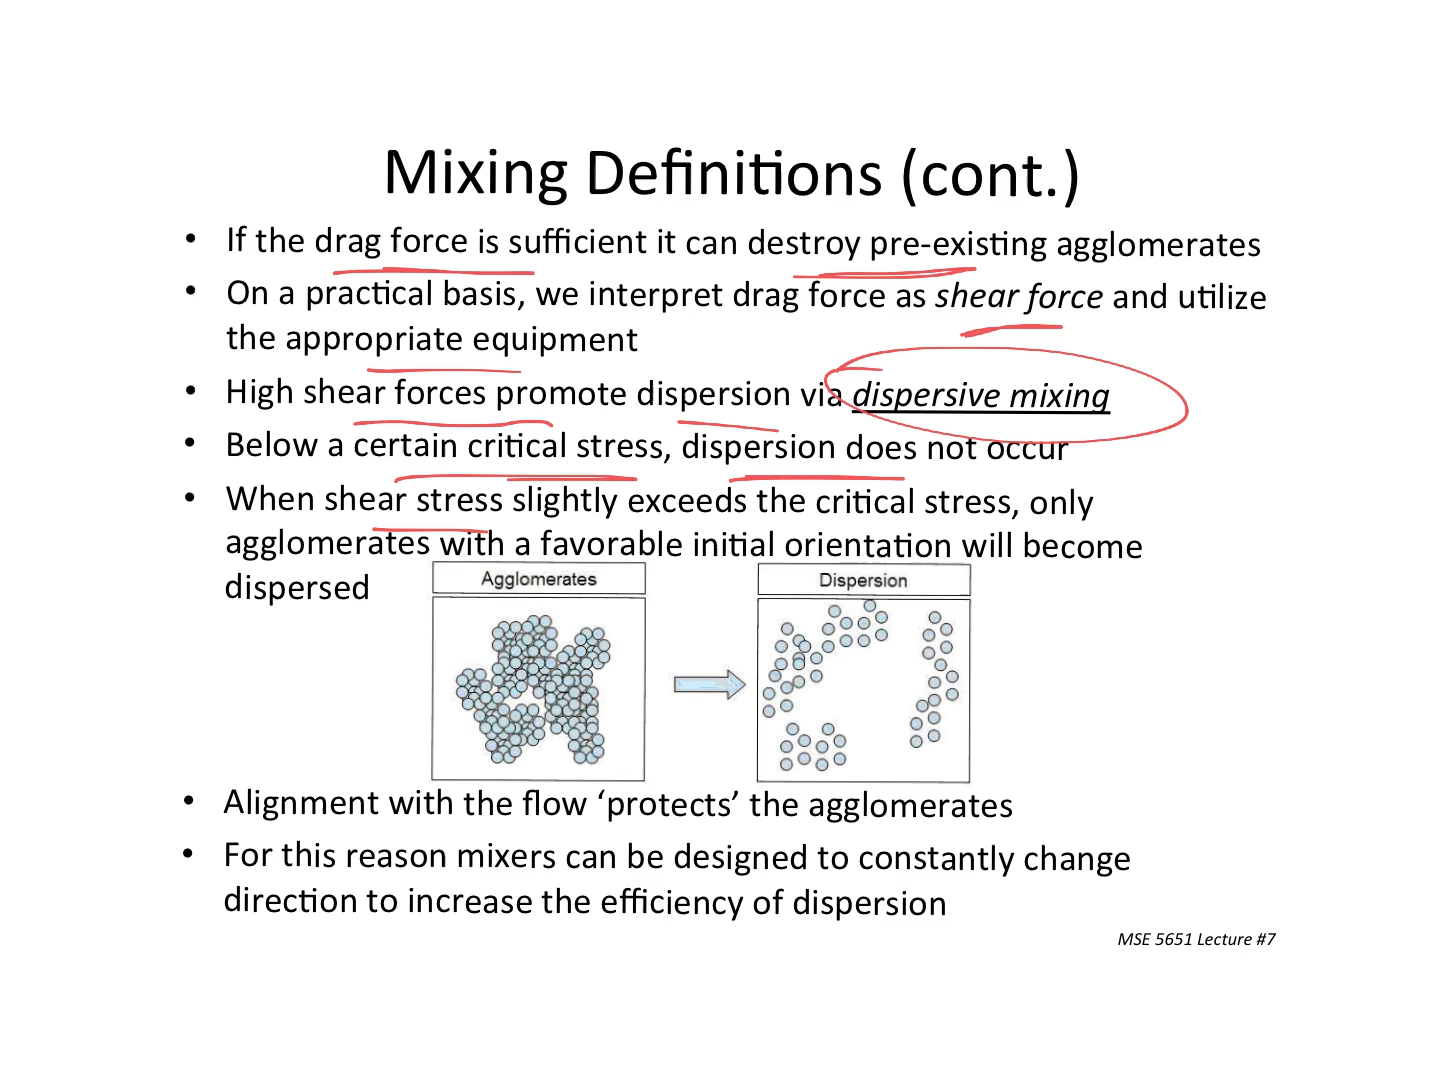 Mixing Definitions (cont.)
• If the drag force is sufficient it can destroy pre-existing agglomerates
• On a practical basis, we interpret drag force as shear force and utilize
the appropriate equipment
• High shear forces promote dispersion via dispersive mixing
• Below a certain critical stress, dispersion does not occur
• When shear stress slightly exceeds the critical stress, only
agglomerates with a favorable initial orientation will become
dispersed
Agglomerates
Dispersion
• Alignment with the flow ‘protects’ the agglomerates
• For this reason mixers can be designed to constantly change
direction to increase the efficiency of dispersion
MSE 5651 Lecture #7